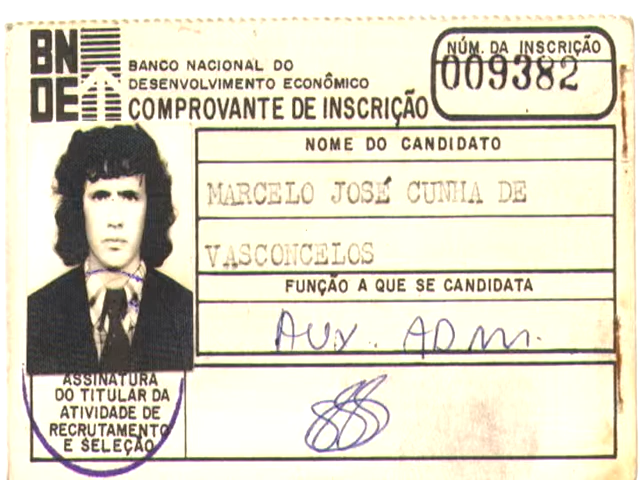 BN
DE
BANCO NACIONAL DO
DESENVOLVIMENTO ECONÔMICO
COMPROVANTE DE INSCRIÇÃO
NÚM. DA INSCRIÇÃO
009382
NOME DO CANDIDATO
MARCELO JOSÉ CUNHA DE
VASCONCELOS
FUNÇÃO A QUE SE CANDIDATA
AUX. ADM.
ASSINATURA
DO TITULAR DA
ATIVIDADE DE
RECRUTAMENTO
E SELEÇÃO